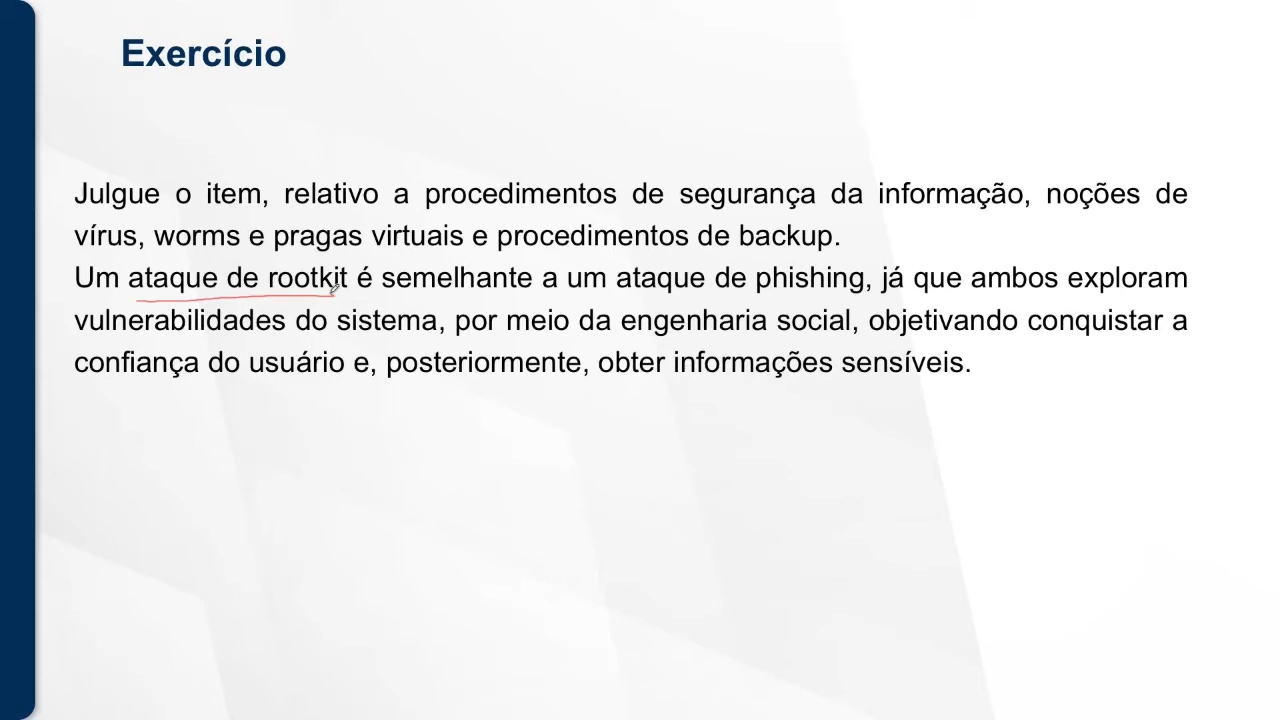 Exercício
Julgue o item, relativo a procedimentos de segurança da informação, noções de
vírus, worms e pragas virtuais e procedimentos de backup.
Um ataque de rootkit é semelhante a um ataque de phishing, já que ambos exploram
vulnerabilidades do sistema, por meio da engenharia social, objetivando conquistar a
confiança do usuário e, posteriormente, obter informações sensíveis.